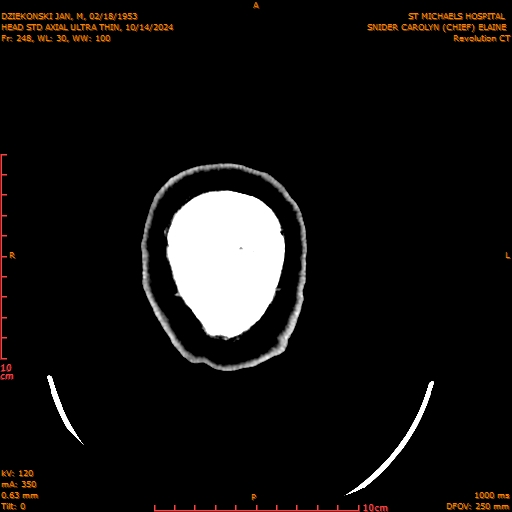 A
DZIEKONSKI JAN, M, 02/18/1953
HEAD STD AXIAL ULTRA THIN, 10/14/2024
Fr: 248, WL: 30, WW: 100
ST MICHAELS HOSPITAL
SNIDER CAROLYN (CHIEF) ELAINE
Revolution CT
R
L
10
cm
kV: 120
mA: 350
0.63 mm
Tilt: 0
P
10cm
1000 ms
DFOV: 250 mm